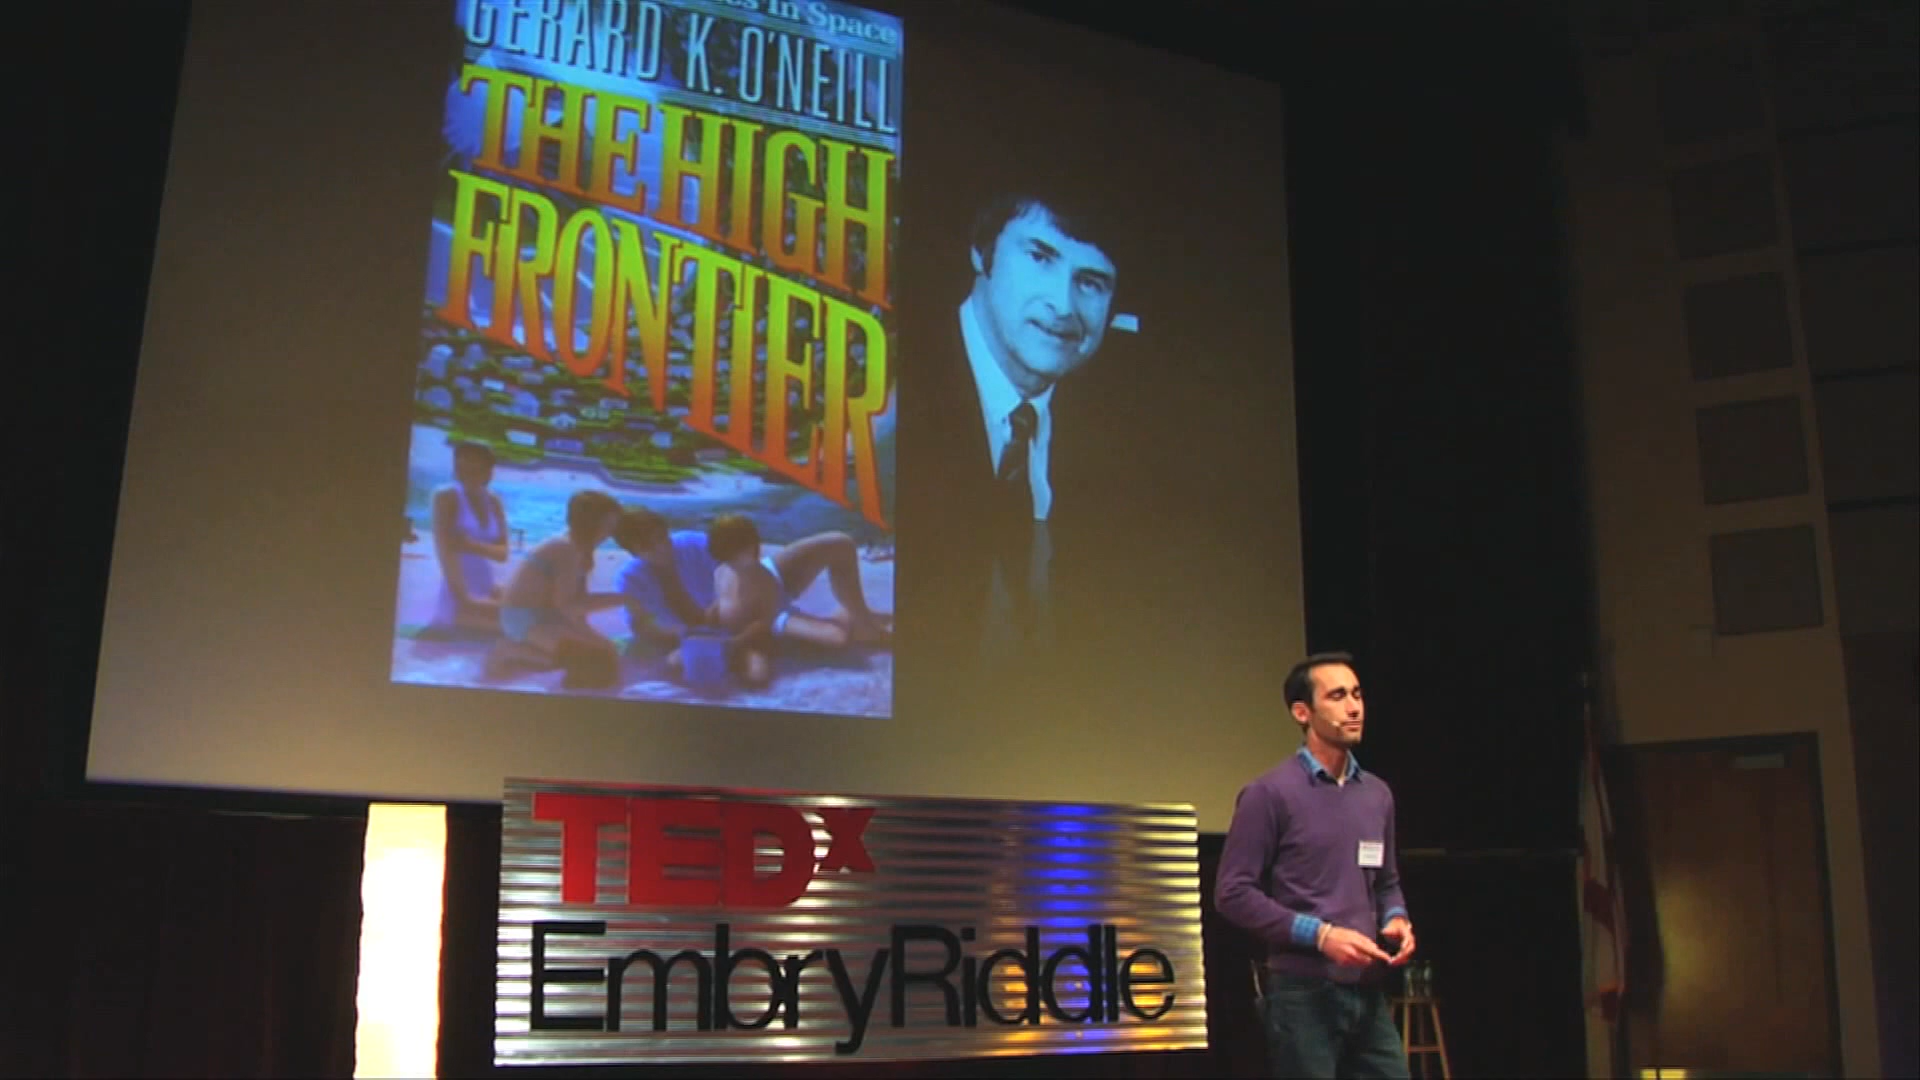 In Space
GERARD K. O'NEILL
THE HIGH
FRONTIER
TEDx
EmbryRiddle